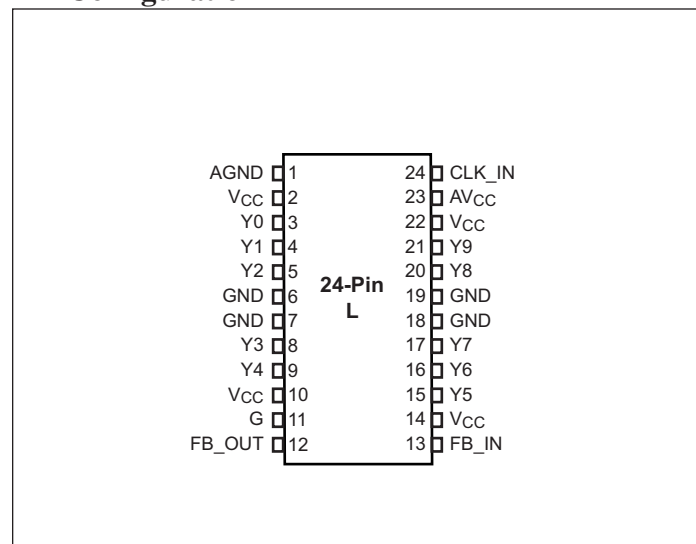 AGND 1 24 CLK_IN
VCC 2 23 AVCC
Y0 3 22 VCC
Y1 4 21 Y9
Y2 5 20 Y8
GND 6 24-Pin 19 GND
L
GND 7 18 GND
Y3 8 17 Y7
Y4 9 16 Y6
VCC 10 15 Y5
G 11 14 VCC
FB_OUT 12 13 FB_IN